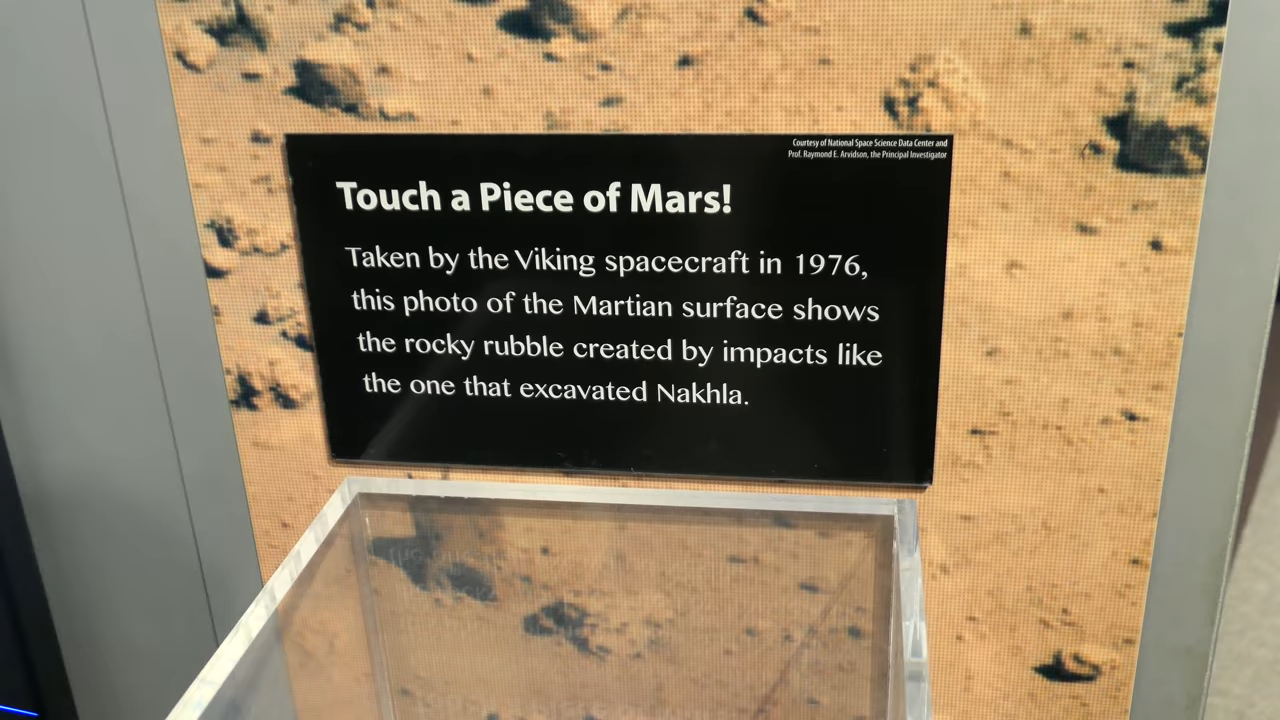 Courtesy of National Space Science Data Center and
Prof. Raymond E. Arvidson, the Principal Investigator
Touch a Piece of Mars!
Taken by the Viking spacecraft in 1976,
this photo of the Martian surface shows
the rocky rubble created by impacts like
the one that excavated Nakhla.